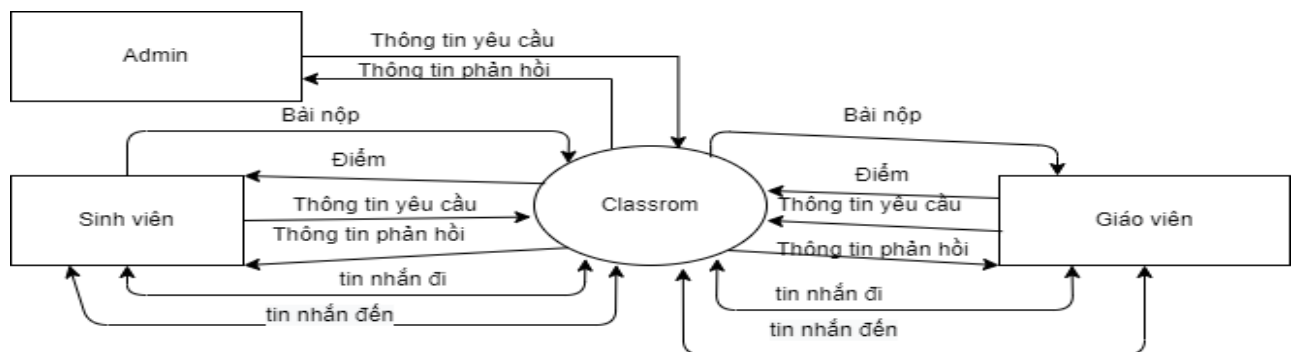 Admin
Thông tin yêu cầu
Thông tin phản hồi
Bài nộp
Bài nộp
Điểm
Điểm
Sinh viên
Thông tin yêu cầu
Classrom
Thông tin yêu cầu
Giáo viên
Thông tin phản hồi
Thông tin phản hồi
tin nhắn đi
tin nhắn đi
tin nhắn đến
tin nhắn đến